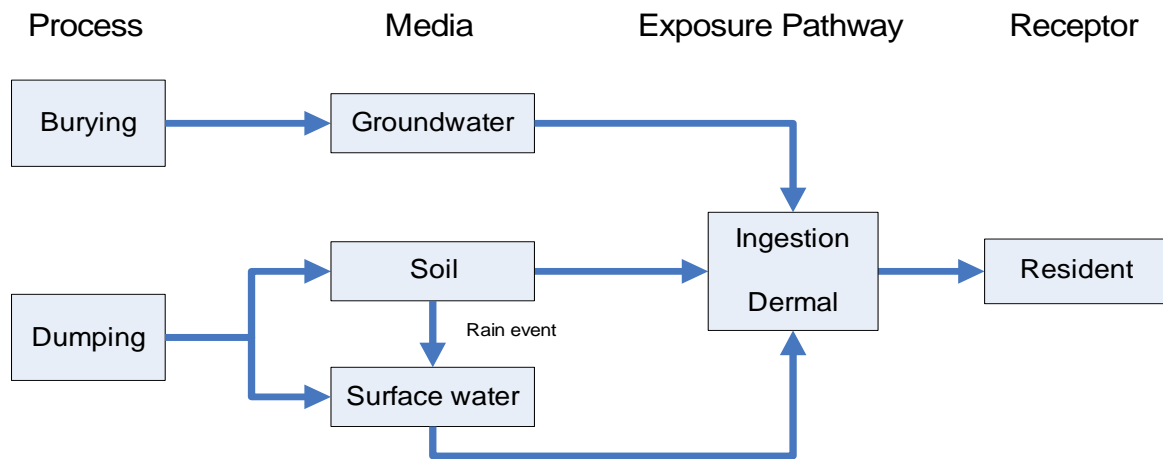 Process
Media
Exposure Pathway
Receptor
Burying
Groundwater
Ingestion
Dermal
Resident
Soil
Dumping
Rain event
Surface water